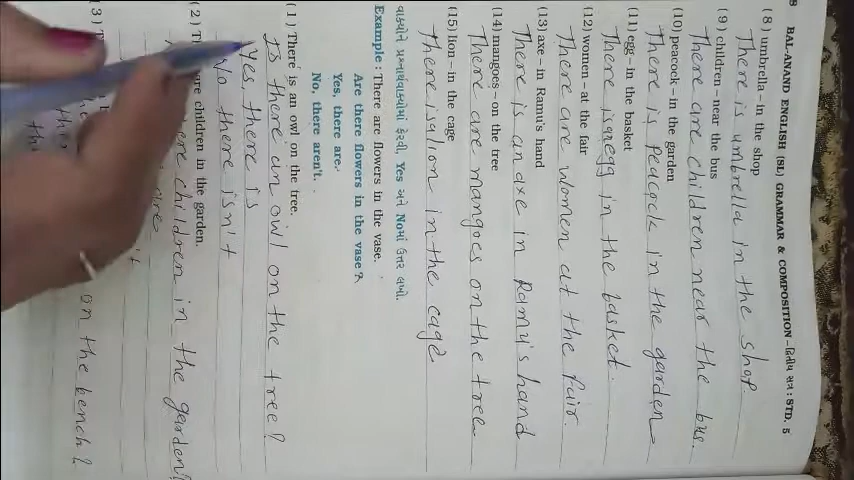 8 BAL-ANAND ENGLISH (SL) GRAMMAR & COMPOSITION – દ્વિતીય સત્ર : STD. 5
(8) umbrella – in the shop
There is umbrella in the shop
(9) children – near the bus
There are children near the bus.
(10) peacock – in the garden
There is peacock in the garden
(11) egg – in the basket
There is an egg in the basket.
(12) women – at the fair
There are women at the fair.
(13) axe – in Ramu's hand
There is an axe in Ramu's hand
(14) mangoes – on the tree
There are mangoes on the tree
(15) lion – in the cage
There is a lion in the cage
વાક્યોને પ્રશ્નાર્થવાક્યોમાં ફેરવી, Yes અને Noમાં ઉત્તર લખો.
Example : There are flowers in the vase.
Are there flowers in the vase ?
Yes, there are.
No, there aren't.
(1) There is an owl on the tree.
Is there an owl on the tree?
Yes, there is
No there isn't
(2) are children in the garden.
there children in the garden?
are
(3)
on the bench?